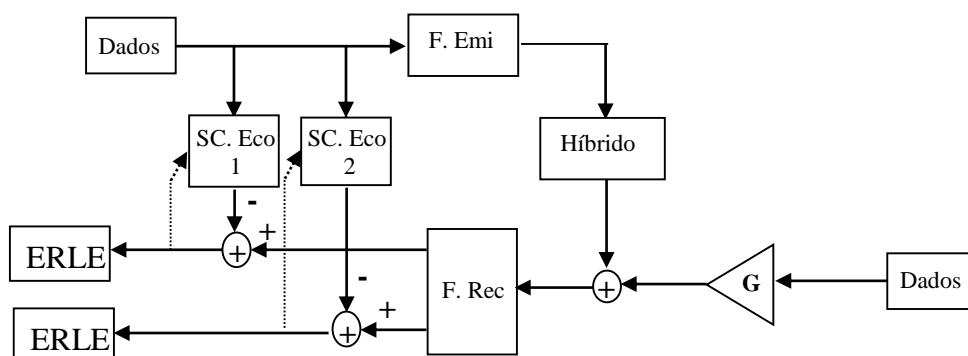 Dados
F. Emi
SC. Eco
1
SC. Eco
2
Híbrido
-
+
ERLE
+
F. Rec
+
G
Dados
-
+
ERLE
+